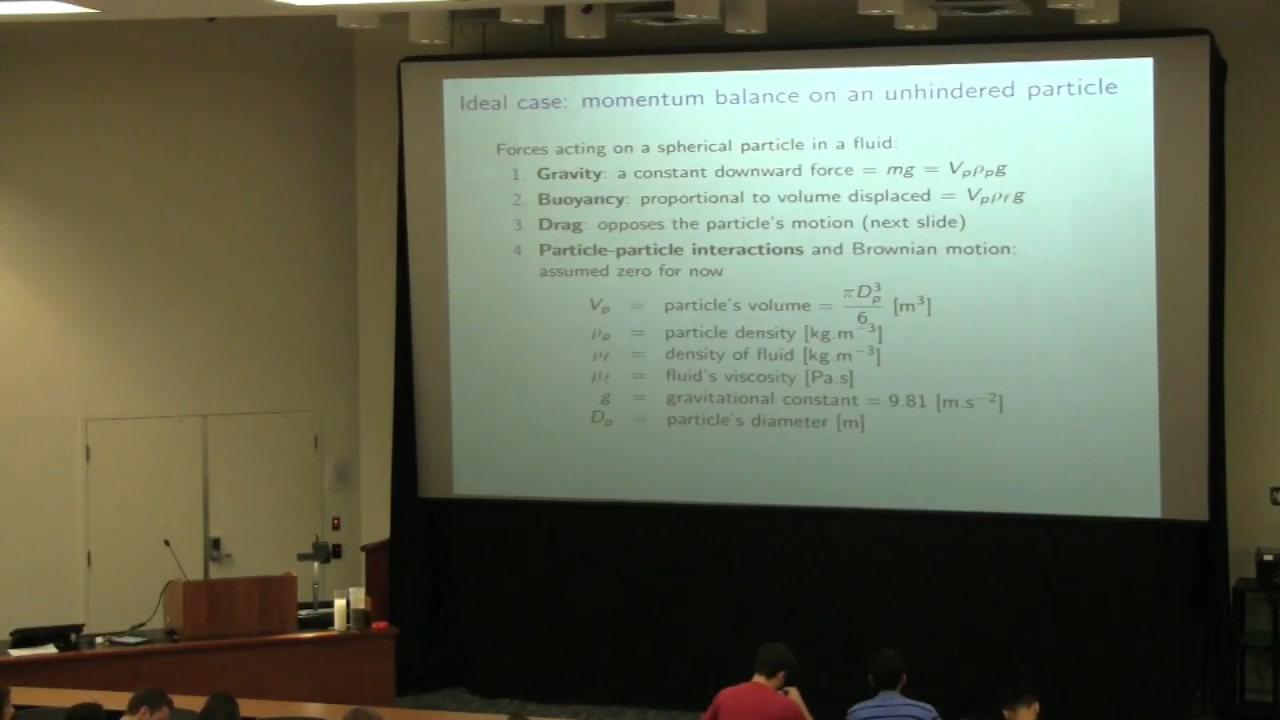 Ideal case: momentum balance on an unhindered particle
Forces acting on a spherical particle in a fluid:
1. Gravity: a constant downward force = mg = Vₚρₚg
2. Buoyancy: proportional to volume displaced = Vₚρ_f g
3. Drag: opposes the particle's motion (next slide)
4. Particle-particle interactions and Brownian motion:
assumed zero for now
Vₚ = particle's volume = πDₚ³/6 [m³]
ρₚ = particle density [kg.m⁻³]
ρ_f = density of fluid [kg.m⁻³]
μ_f = fluid's viscosity [Pa.s]
g = gravitational constant = 9.81 [m.s⁻²]
Dₚ = particle's diameter [m]